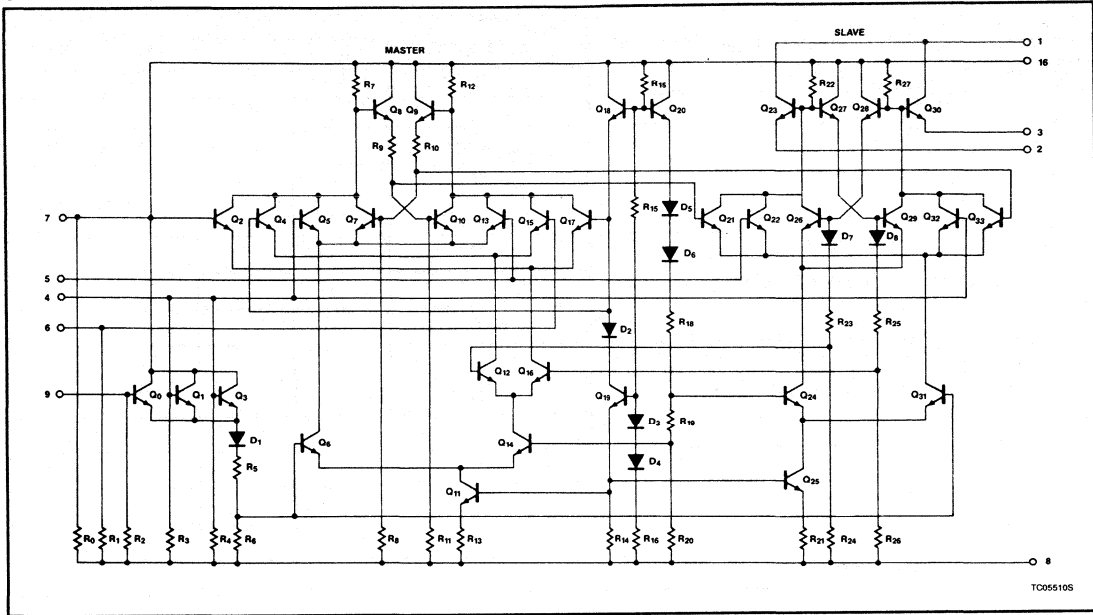 MASTER
SLAVE
1
16
R7
Q8
Q9
R12
Q18
R15
Q20
Q23
R22
Q27
Q28
R27
Q30
R9
R10
3
2
7
Q2
Q4
Q5
Q7
Q10
Q13
Q15
Q17
R15
D5
Q21
Q22
Q26
D7
Q29
D8
Q32
Q33
D6
5
4
6
D2
R18
R23
R25
9
Q0
Q1
Q3
Q12
Q16
Q19
Q24
Q31
D1
R5
Q6
Q14
D3
R19
D4
Q11
Q25
R0
R1
R2
R3
R4
R6
R8
R11
R13
R14
R16
R20
R21
R24
R26
8
TC05510S